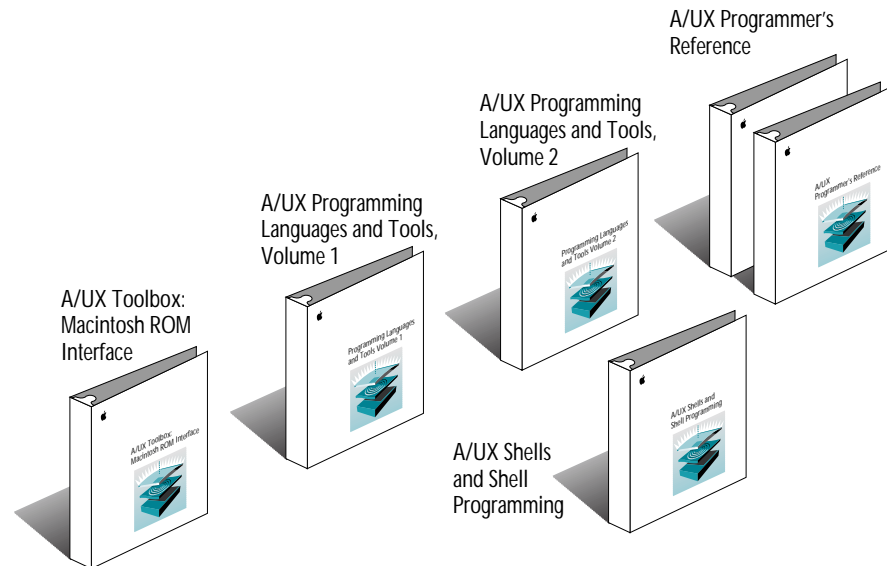 A/UX Programmer's
Reference
A/UX
Programmer's Reference
A/UX Programming
Languages and Tools,
Volume 2
Programming Languages
and Tools Volume 2
A/UX Programming
Languages and Tools,
Volume 1
Programming Languages
and Tools Volume 1
A/UX Toolbox:
Macintosh ROM
Interface
A/UX Toolbox:
Macintosh ROM Interface
A/UX Shells
and Shell
Programming
A/UX Shells and
Shell Programming